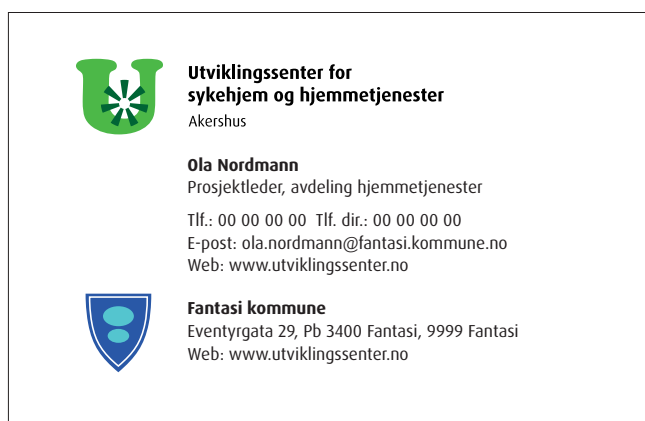 Utviklingssenter for
sykehjem og hjemmetjenester
Akershus
Ola Nordmann
Prosjektleder, avdeling hjemmetjenester
Tlf.: 00 00 00 00 Tlf. dir.: 00 00 00 00
E-post: ola.nordmann@fantasi.kommune.no
Web: www.utviklingssenter.no
Fantasi kommune
Eventyrgata 29, Pb 3400 Fantasi, 9999 Fantasi
Web: www.utviklingssenter.no